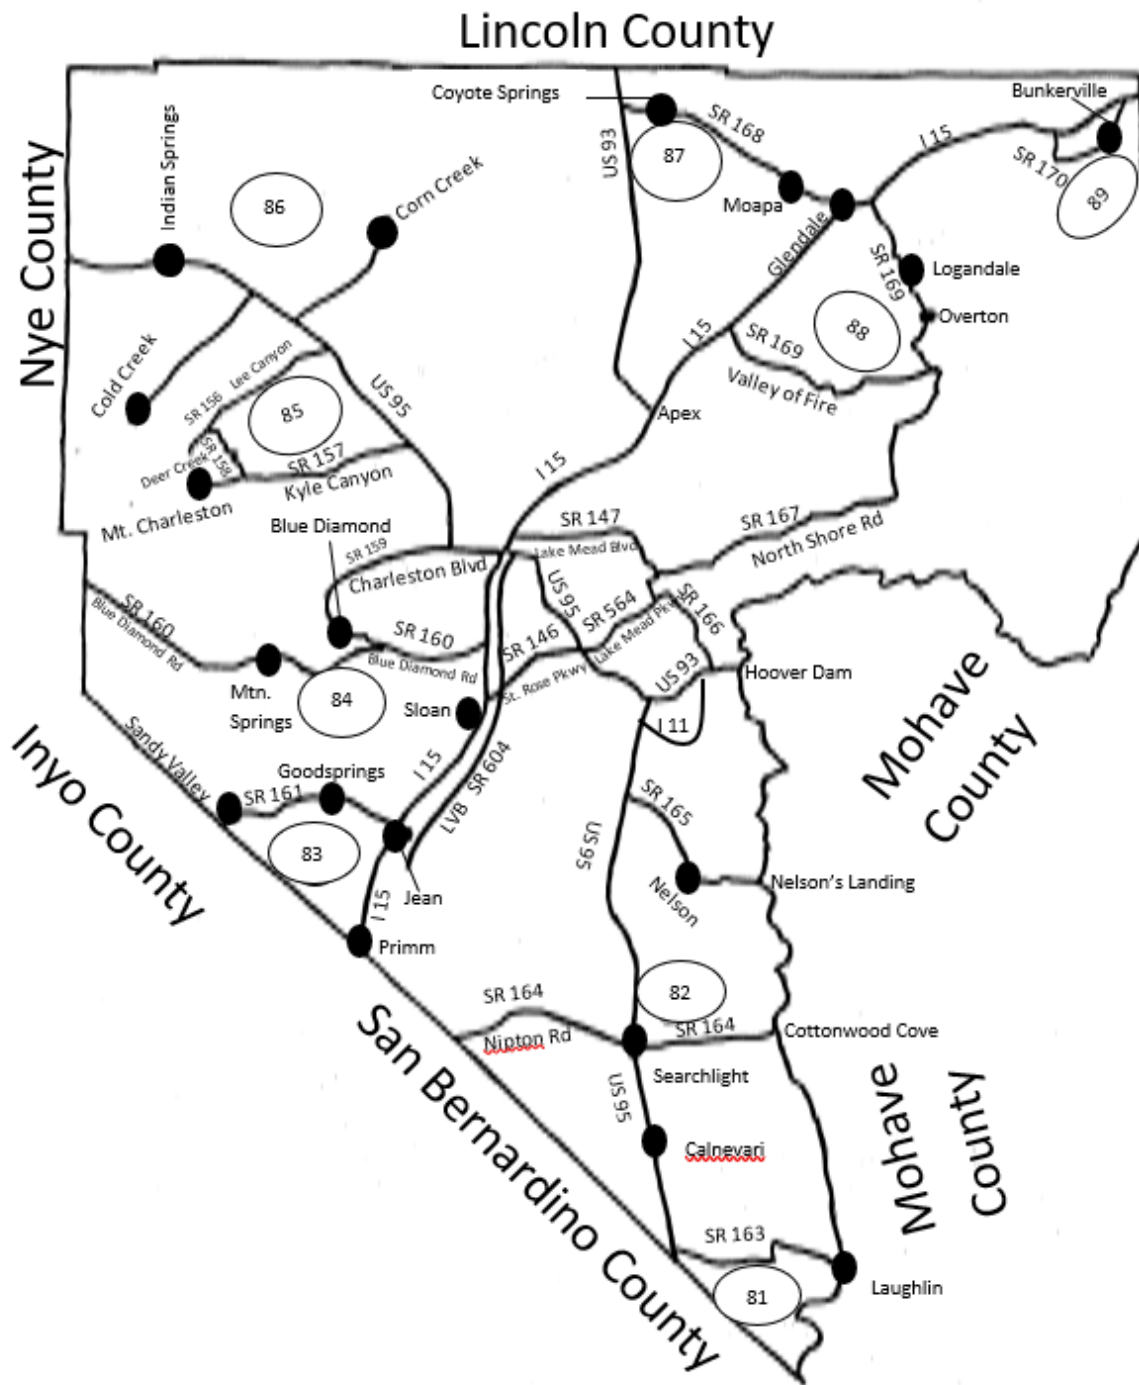 Lincoln County
Coyote Springs
Bunkerville
Indian Springs
US 93
SR 168
I 15
87
SR 170
Nye County
86
Corn Creek
Moapa
89
Glendale
SR 169
Logandale
Overton
88
I 15
SR 169
Valley of Fire
Cold Creek
SR 156
Lee Canyon
US 95
85
Apex
Deer Creek
SR 158
SR 157
Kyle Canyon
I 15
Mt. Charleston
Blue Diamond
SR 147
SR 167
Lake Mead Blvd
North Shore Rd
SR 159
Charleston Blvd
US 95
SR 564
SR 166
SR 160
Blue Diamond Rd
SR 160
Blue Diamond Rd
SR 146
Lake Mead Pkwy
St. Rose Pkwy
US 93
Hoover Dam
Mtn.
Springs
84
Sloan
I 11
Mohave
County
Sandy Valley
Goodsprings
I 15
LVB SR 604
SR 161
SR 165
Inyo County
83
US 95
Jean
I 15
Nelson
Nelson's Landing
Primm
82
SR 164
Nipton Rd
SR 164
Cottonwood Cove
San Bernardino County
Searchlight
US 95
Mohave
County
Calnevari
SR 163
81
Laughlin